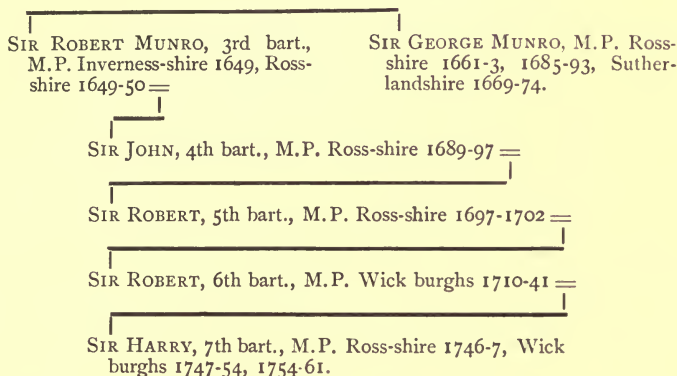 SIR ROBERT MUNRO, 3rd bart.,
M.P. Inverness-shire 1649, Ross-
shire 1649-50 =
SIR GEORGE MUNRO, M.P. Ross-
shire 1661-3, 1685-93, Suther-
landshire 1669-74.
SIR JOHN, 4th bart., M.P. Ross-shire 1689-97 =
SIR ROBERT, 5th bart., M.P. Ross-shire 1697-1702 =
SIR ROBERT, 6th bart., M.P. Wick burghs 1710-41 =
SIR HARRY, 7th bart., M.P. Ross-shire 1746-7, Wick
burghs 1747-54, 1754-61.